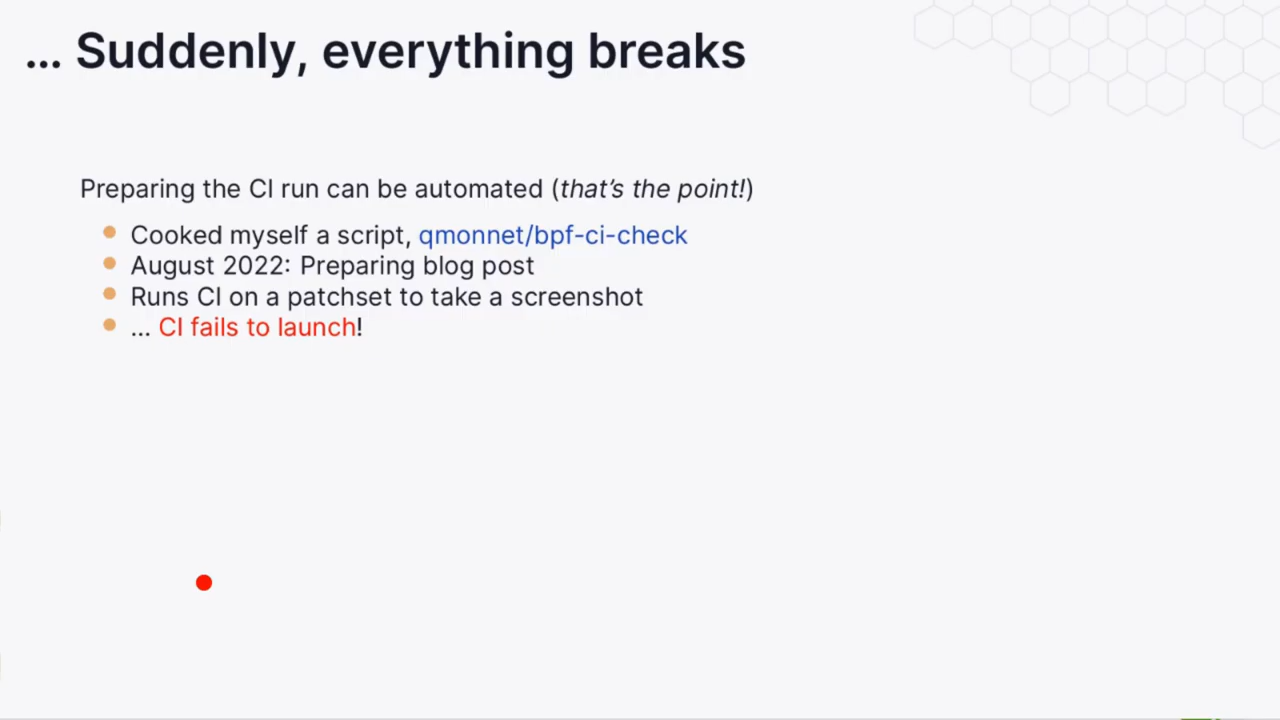 ... Suddenly, everything breaks
Preparing the CI run can be automated (that's the point!)
Cooked myself a script, qmonnet/bpf-ci-check
August 2022: Preparing blog post
Runs CI on a patchset to take a screenshot
... CI fails to launch!